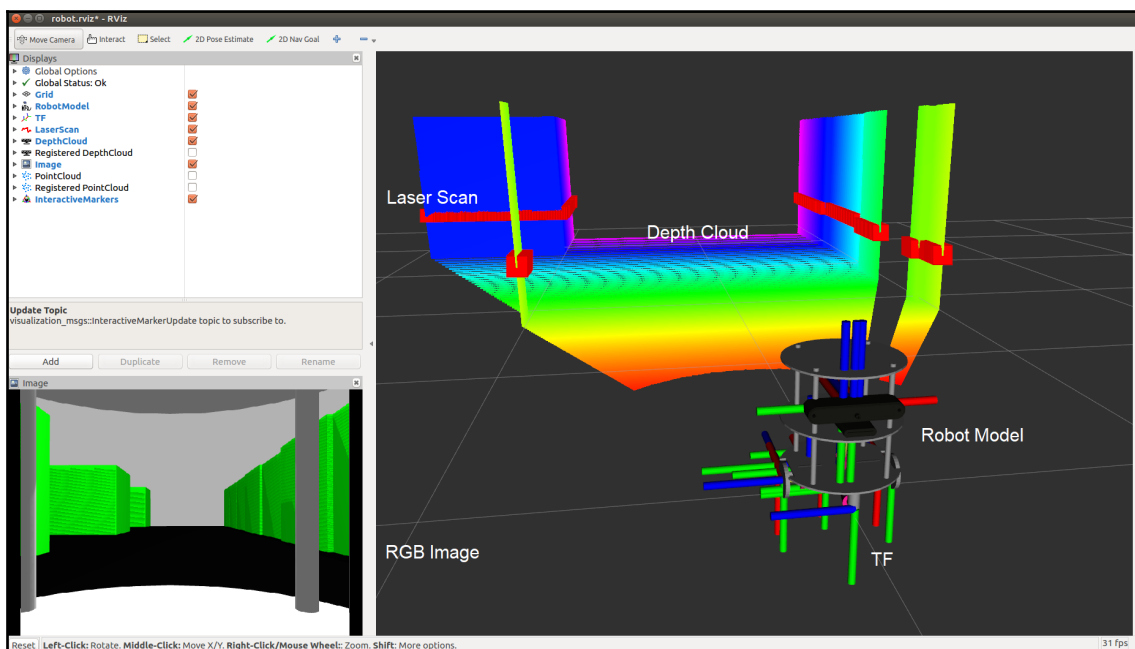 robot.rviz* - RViz
Move Camera Interact Select 2D Pose Estimate 2D Nav Goal
Displays
Global Options
Global Status: Ok
Grid
RobotModel
TF
LaserScan
DepthCloud
Registered DepthCloud
Image
PointCloud
Registered PointCloud
InteractiveMarkers
Update Topic
visualization_msgs::InteractiveMarkerUpdate topic to subscribe to.
Add Duplicate Remove Rename
Image
Laser Scan
Depth Cloud
Robot Model
RGB Image
TF
Reset Left-Click: Rotate. Middle-Click: Move X/Y. Right-Click/Mouse Wheel:: Zoom. Shift: More options. 31 fps